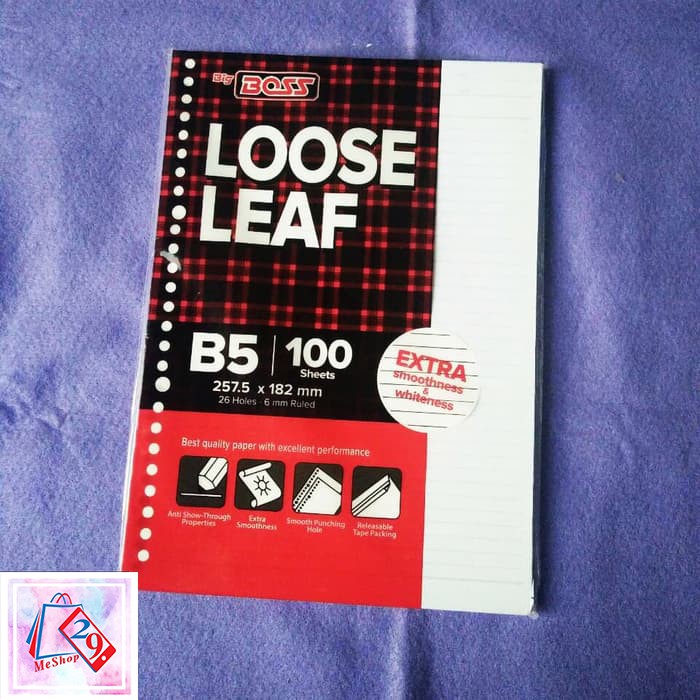 Big BOSS
LOOSE
LEAF
B5 | 100
Sheets
257.5 x 182 mm
26 Holes · 6 mm Ruled
EXTRA
smoothness
&
whiteness
Best quality paper with excellent performance
Anti Show-Through
Properties
Extra
Smoothness
Smooth Punching
Hole
Releasable
Tape Packing
29.
MeShop